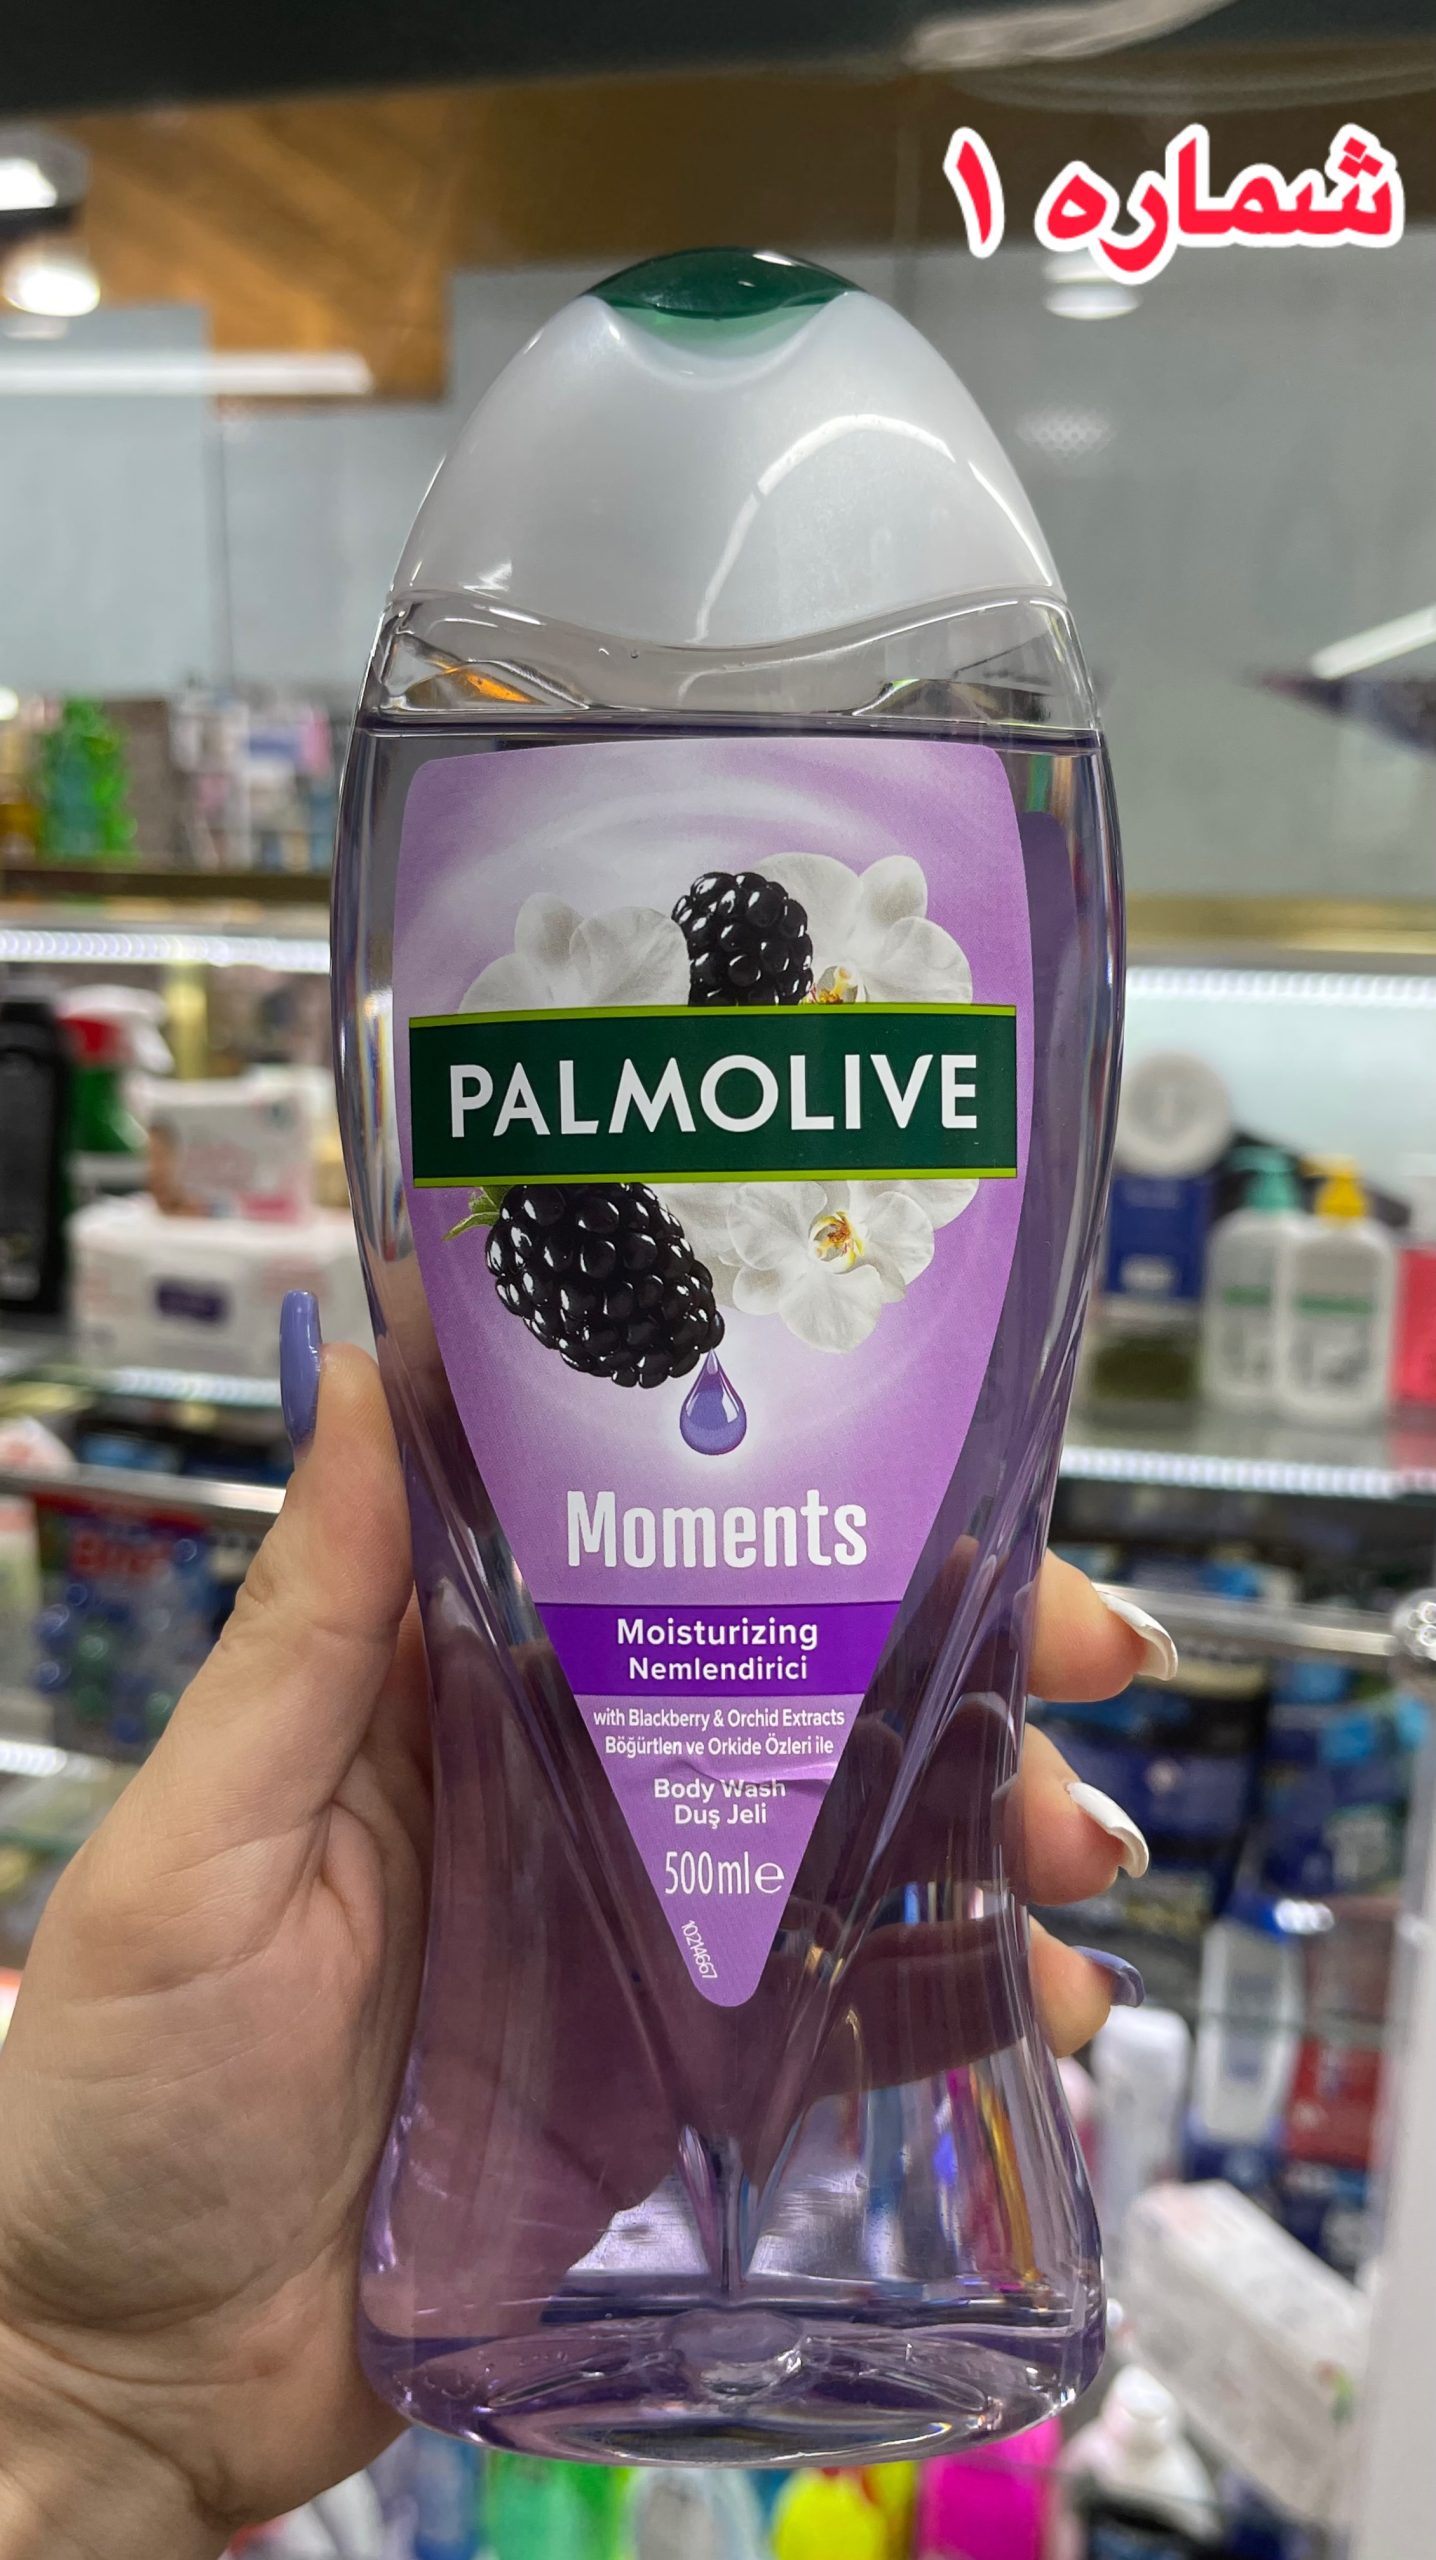 شماره ۱
PALMOLIVE
Moments
Moisturizing
Nemlendirici
with Blackberry & Orchid Extracts
Böğürtlen ve Orkide Özleri ile
Body Wash
Duş Jeli
500ml e
10214667